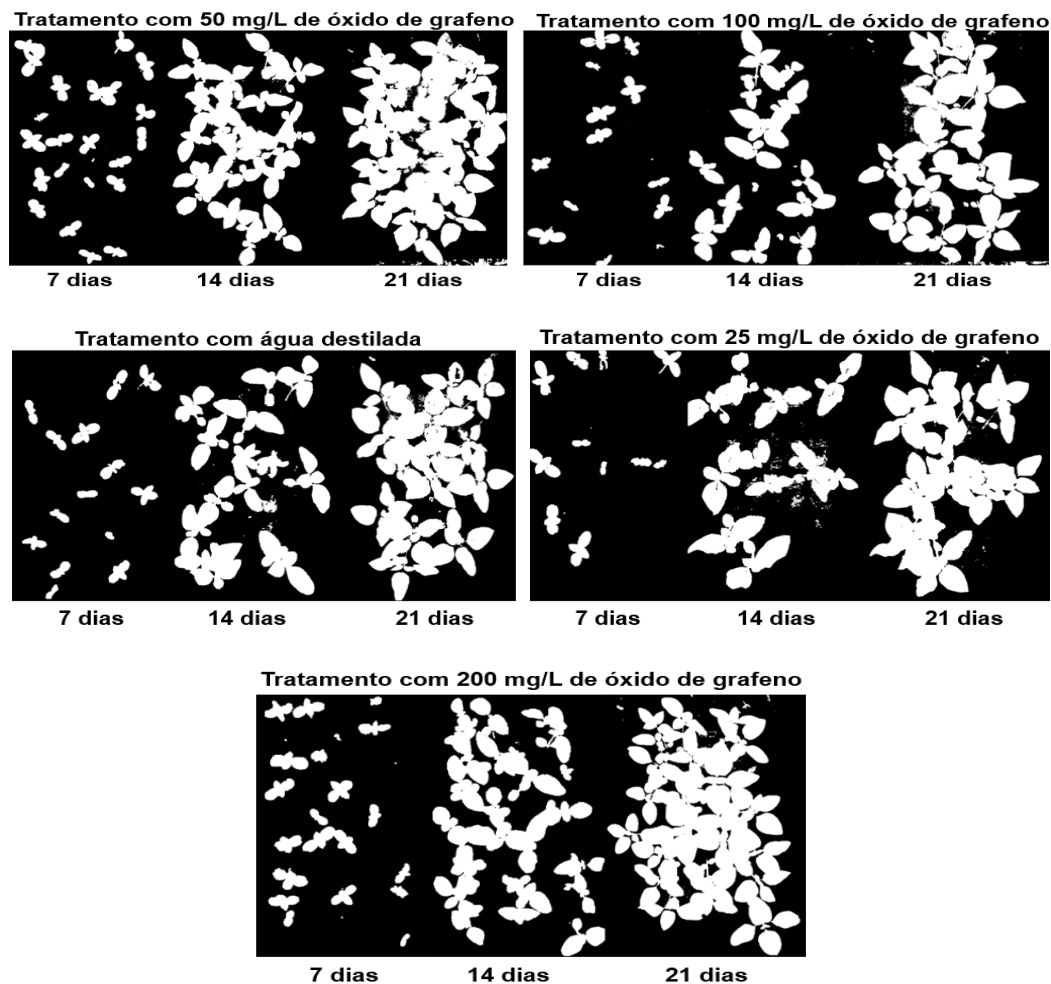 Tratamento com 50 mg/L de óxido de grafeno
7 dias 14 dias 21 dias
Tratamento com 100 mg/L de óxido de grafeno
7 dias 14 dias 21 dias
Tratamento com água destilada
7 dias 14 dias 21 dias
Tratamento com 25 mg/L de óxido de grafeno
7 dias 14 dias 21 dias
Tratamento com 200 mg/L de óxido de grafeno
7 dias 14 dias 21 dias